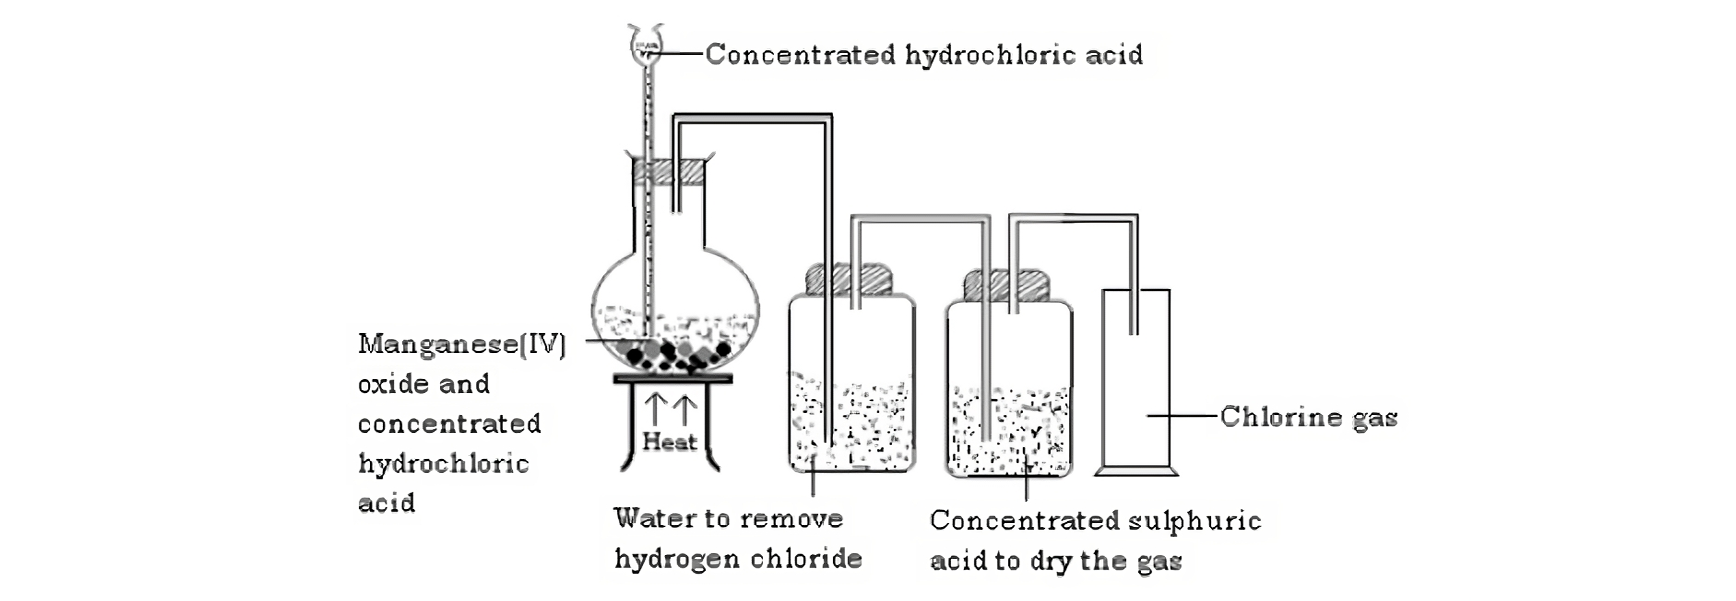 Concentrated hydrochloric acid
Manganese(IV)
oxide and
concentrated
hydrochloric
acid
Heat
Water to remove
hydrogen chloride
Concentrated sulphuric
acid to dry the gas
Chlorine gas